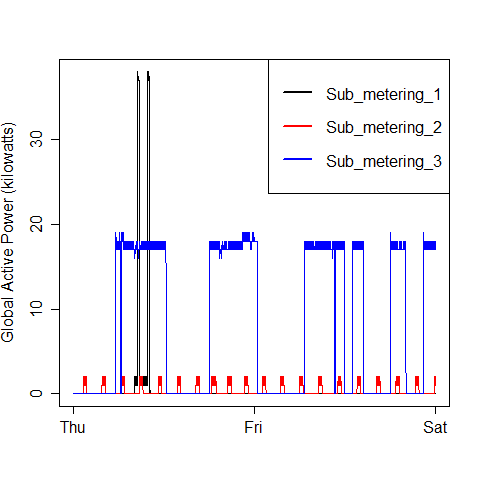 Sub_metering_1
Sub_metering_2
Sub_metering_3
Global Active Power (kilowatts)
30
20
10
0
Thu Fri Sat